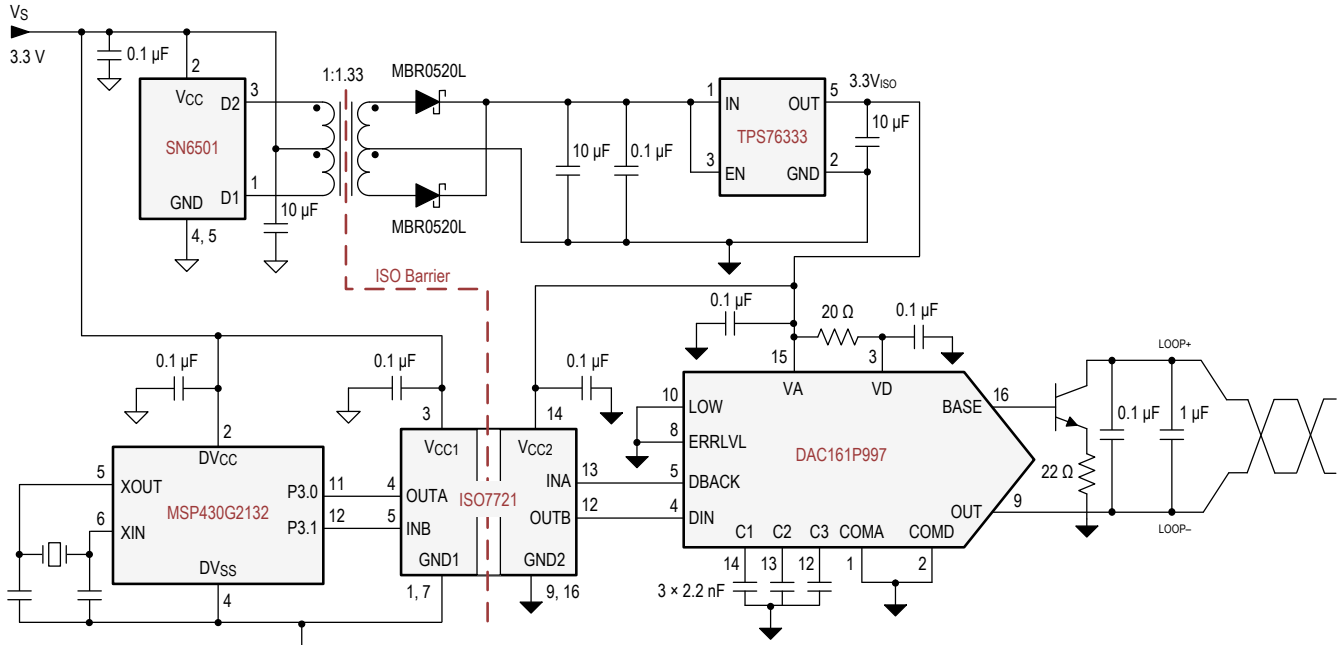 VS
3.3 V
0.1 µF
2
VCC
D2
3
SN6501
D1
1
GND
4, 5
10 µF
1:1.33
MBR0520L
MBR0520L
ISO Barrier
10 µF
0.1 µF
1
IN
OUT
5
3.3VISO
TPS76333
10 µF
3
EN
GND
2
0.1 µF
20 Ω
0.1 µF
15
3
0.1 µF
0.1 µF
0.1 µF
2
3
14
DVCC
5
XOUT
6
XIN
MSP430G2132
P3.0
11
P3.1
12
DVSS
4
VCC1
VCC2
4
OUTA
5
INB
ISO7721
INA
13
OUTB
12
GND1
GND2
1, 7
9, 16
VA
VD
10
LOW
8
ERRLVL
5
DBACK
4
DIN
DAC161P997
BASE
16
OUT
9
C1
C2
C3
COMA
COMD
14
13
12
1
2
3 × 2.2 nF
22 Ω
0.1 µF
1 µF
LOOP+
LOOP–